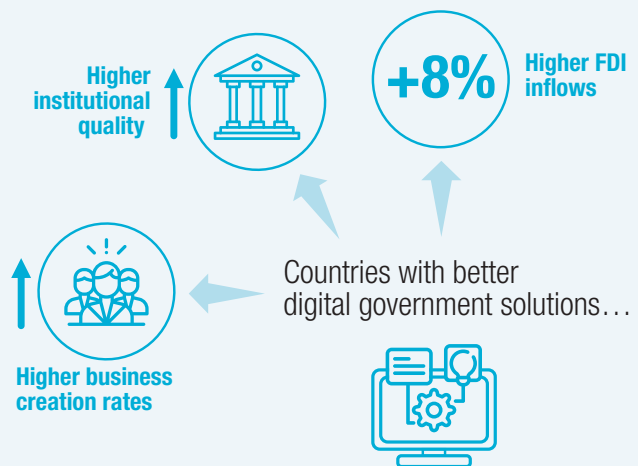 Higher
institutional
quality
+8%
Higher FDI
inflows
Countries with better
digital government solutions…
Higher business
creation rates